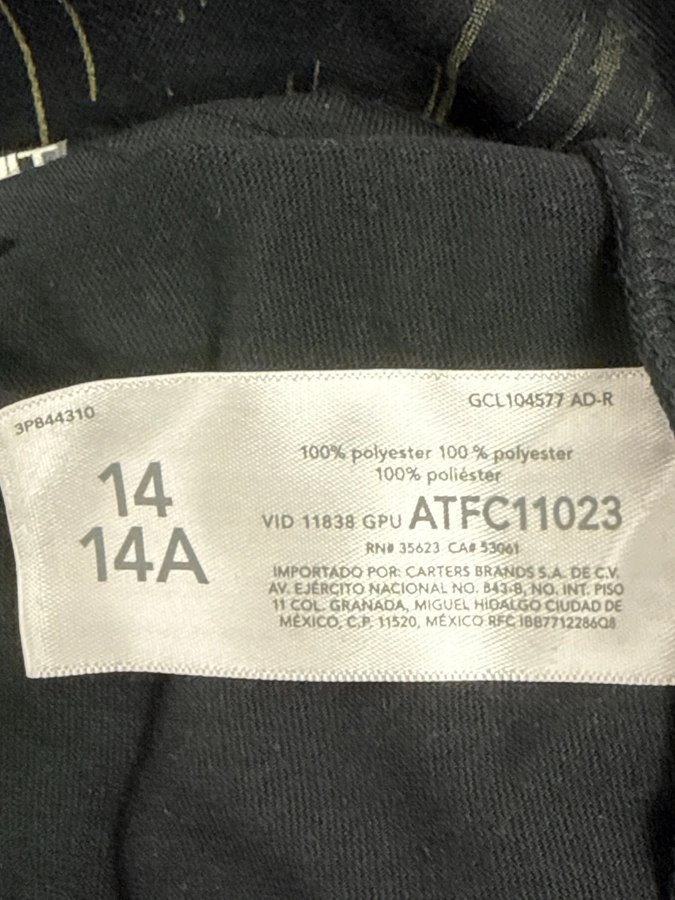 3P844310
GCL104577 AD-R
14
14A
100% polyester 100 % polyester
100% poliéster
VID 11838 GPU ATFC11023
RN# 35623 CA# 53061
IMPORTADO POR: CARTERS BRANDS S.A. DE C.V.
AV. EJÉRCITO NACIONAL NO. 843-B, NO. INT. PISO
11 COL. GRANADA, MIGUEL HIDALGO CIUDAD DE
MÉXICO, C.P. 11520, MÉXICO RFC IBB7712286Q8